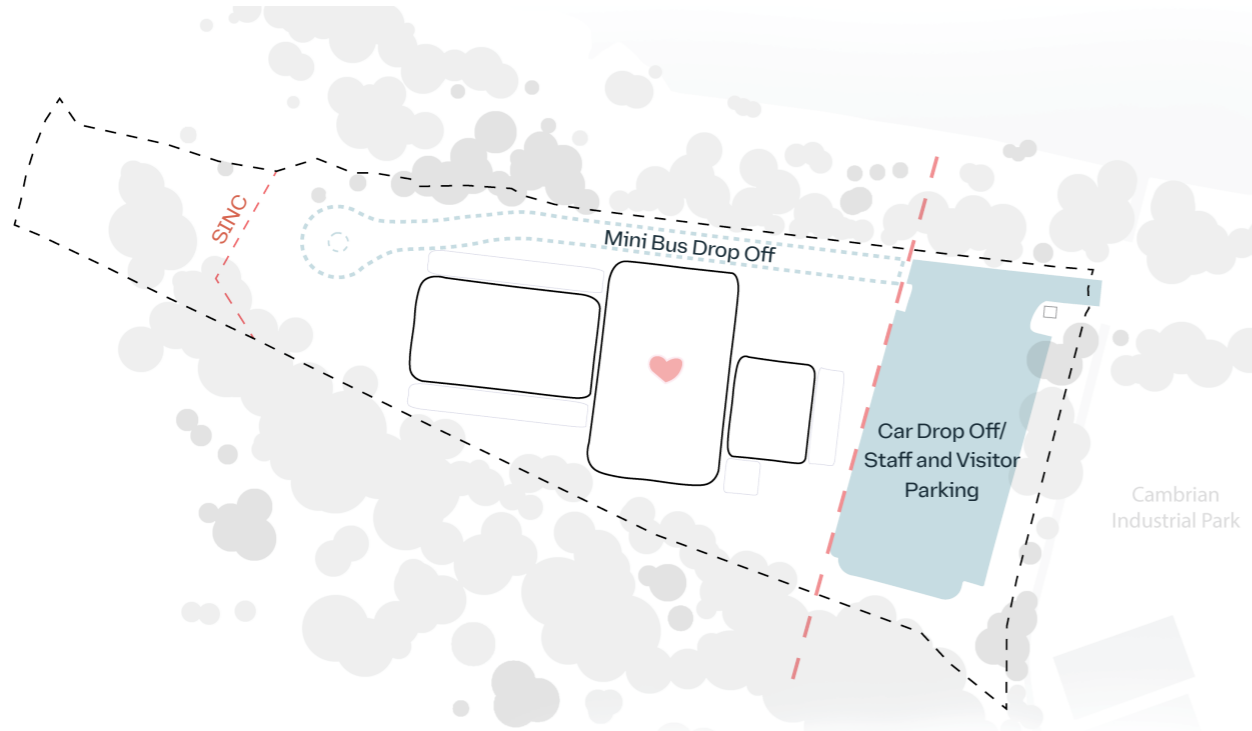 SINC
Mini Bus Drop Off
Car Drop Off/
Staff and Visitor
Parking
Cambrian
Industrial Park